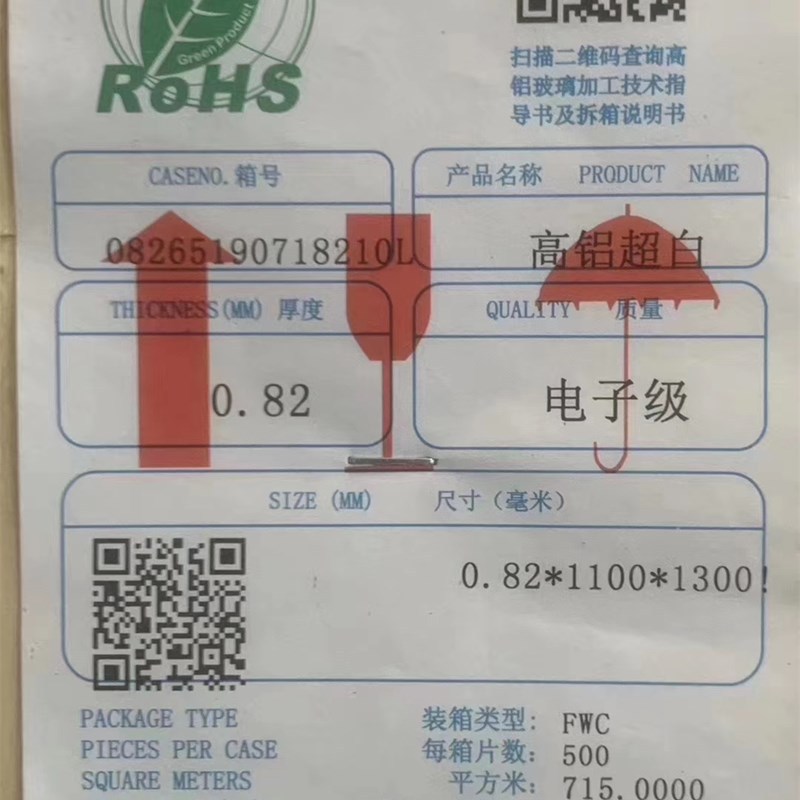 Green Product
RoHS
扫描二维码查询高
铝玻璃加工技术指
导书及拆箱说明书
CASENO.箱号
08265190718210L
产品名称 PRODUCT NAME
高铝超白
THICKNESS(MM) 厚度
0.82
QUALITY 质量
电子级
SIZE (MM) 尺寸（毫米）
0.82*1100*1300!
PACKAGE TYPE 装箱类型: FWC
PIECES PER CASE 每箱片数: 500
SQUARE METERS 平方米: 715.0000